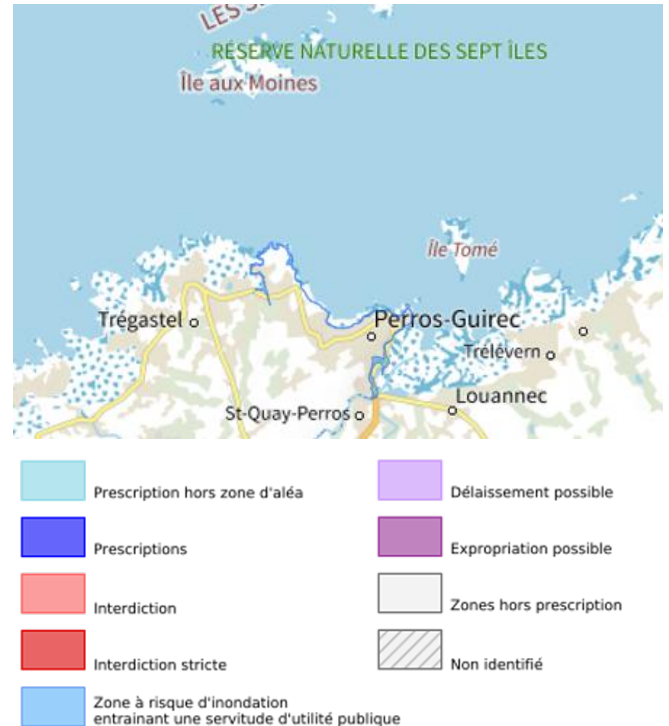 LES S
RÉSERVE NATURELLE DES SEPT ÎLES
Île aux Moines
Île Tomé
Trégastel
Perros-Guirec
Trélévern
Louannec
St-Quay-Perros
Prescription hors zone d'aléa
Délaissement possible
Prescriptions
Expropriation possible
Interdiction
Zones hors prescription
Interdiction stricte
Non identifié
Zone à risque d'inondation
entrainant une servitude d'utilité publique